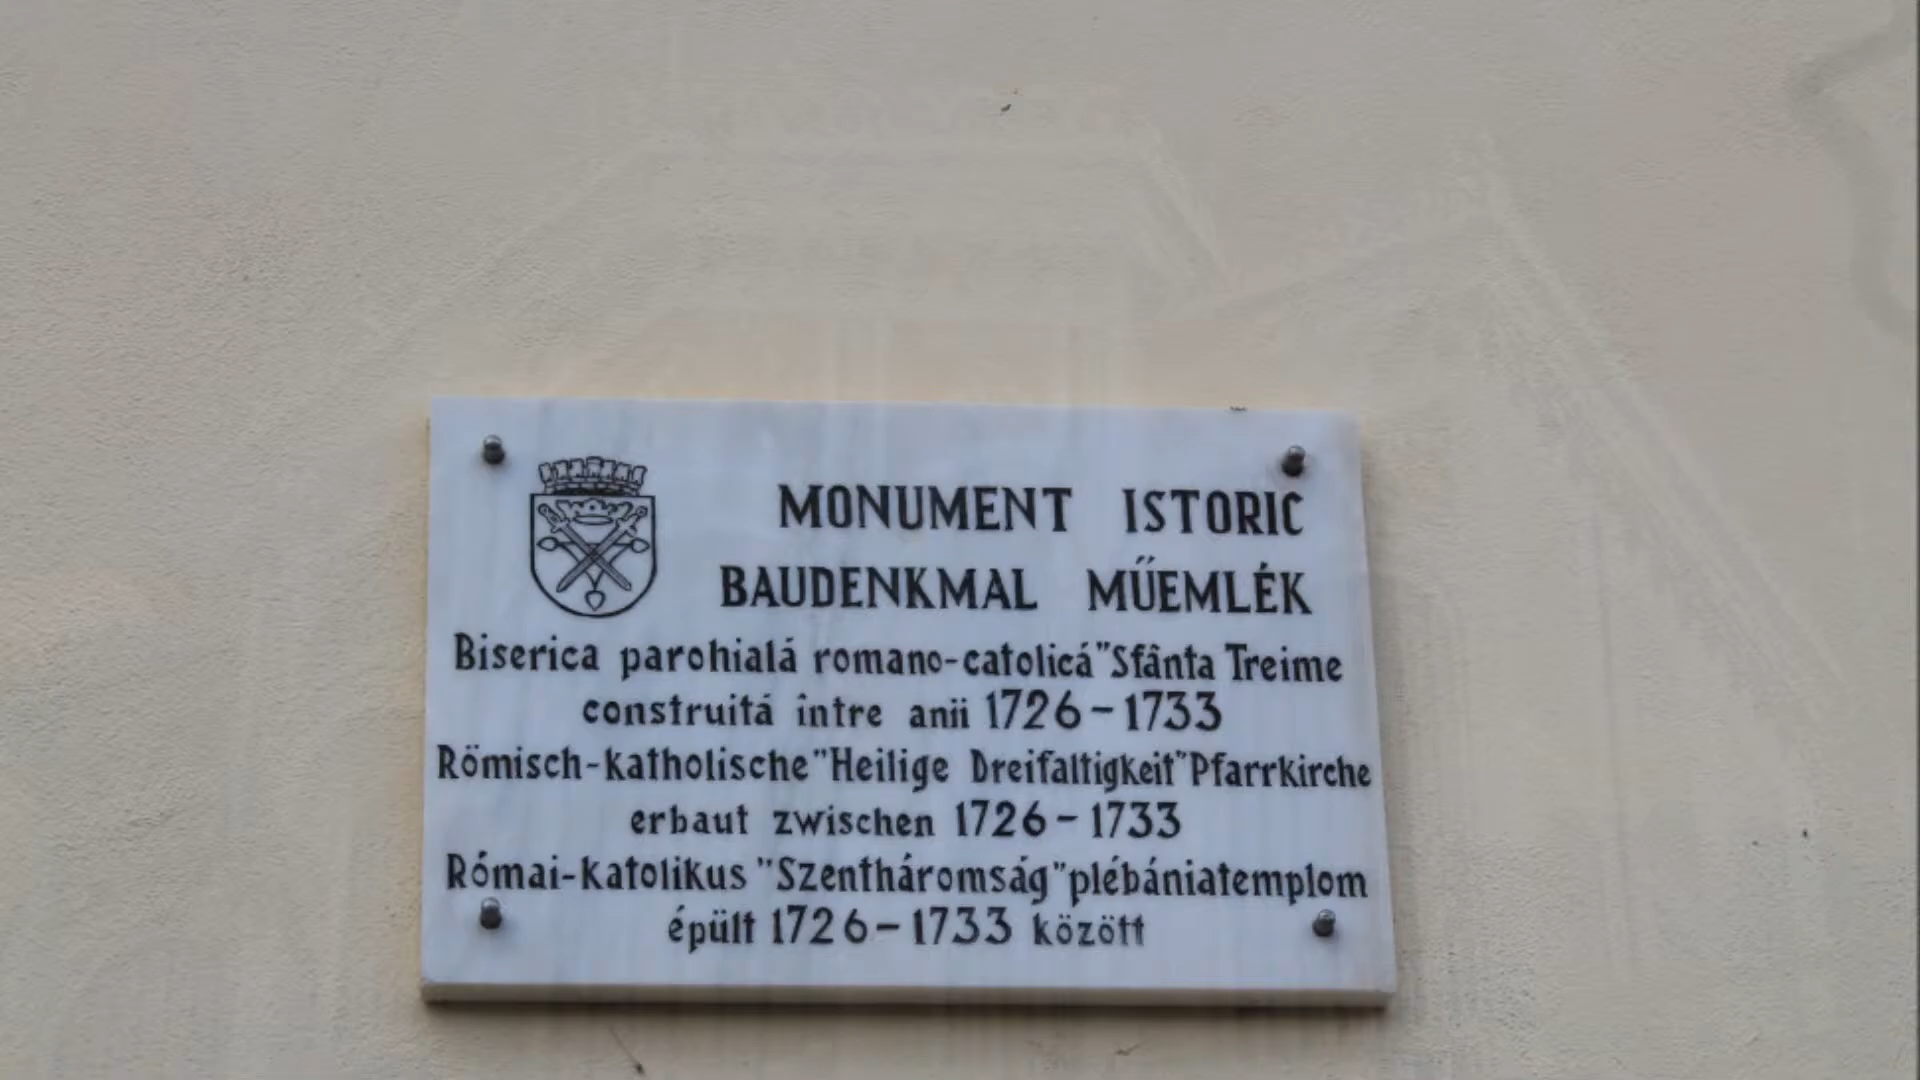 MONUMENT ISTORIC
BAUDENKMAL MŰEMLÉK
Biserica parohială romano-catolică "Sfânta Treime
construită între anii 1726-1733
Römisch-katholische "Heilige Dreifaltigkeit" Pfarrkirche
erbaut zwischen 1726-1733
Római-katolikus "Szentháromság" plébániatemplom
épült 1726-1733 között